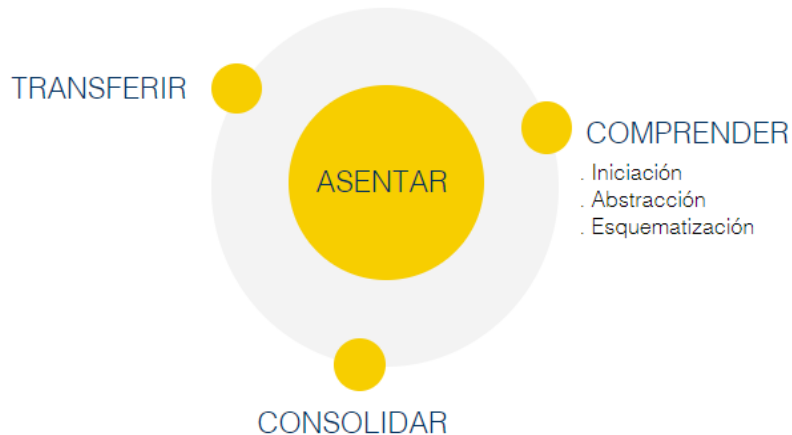 TRANSFERIR
COMPRENDER
. Iniciación
. Abstracción
. Esquematización
ASENTAR
CONSOLIDAR